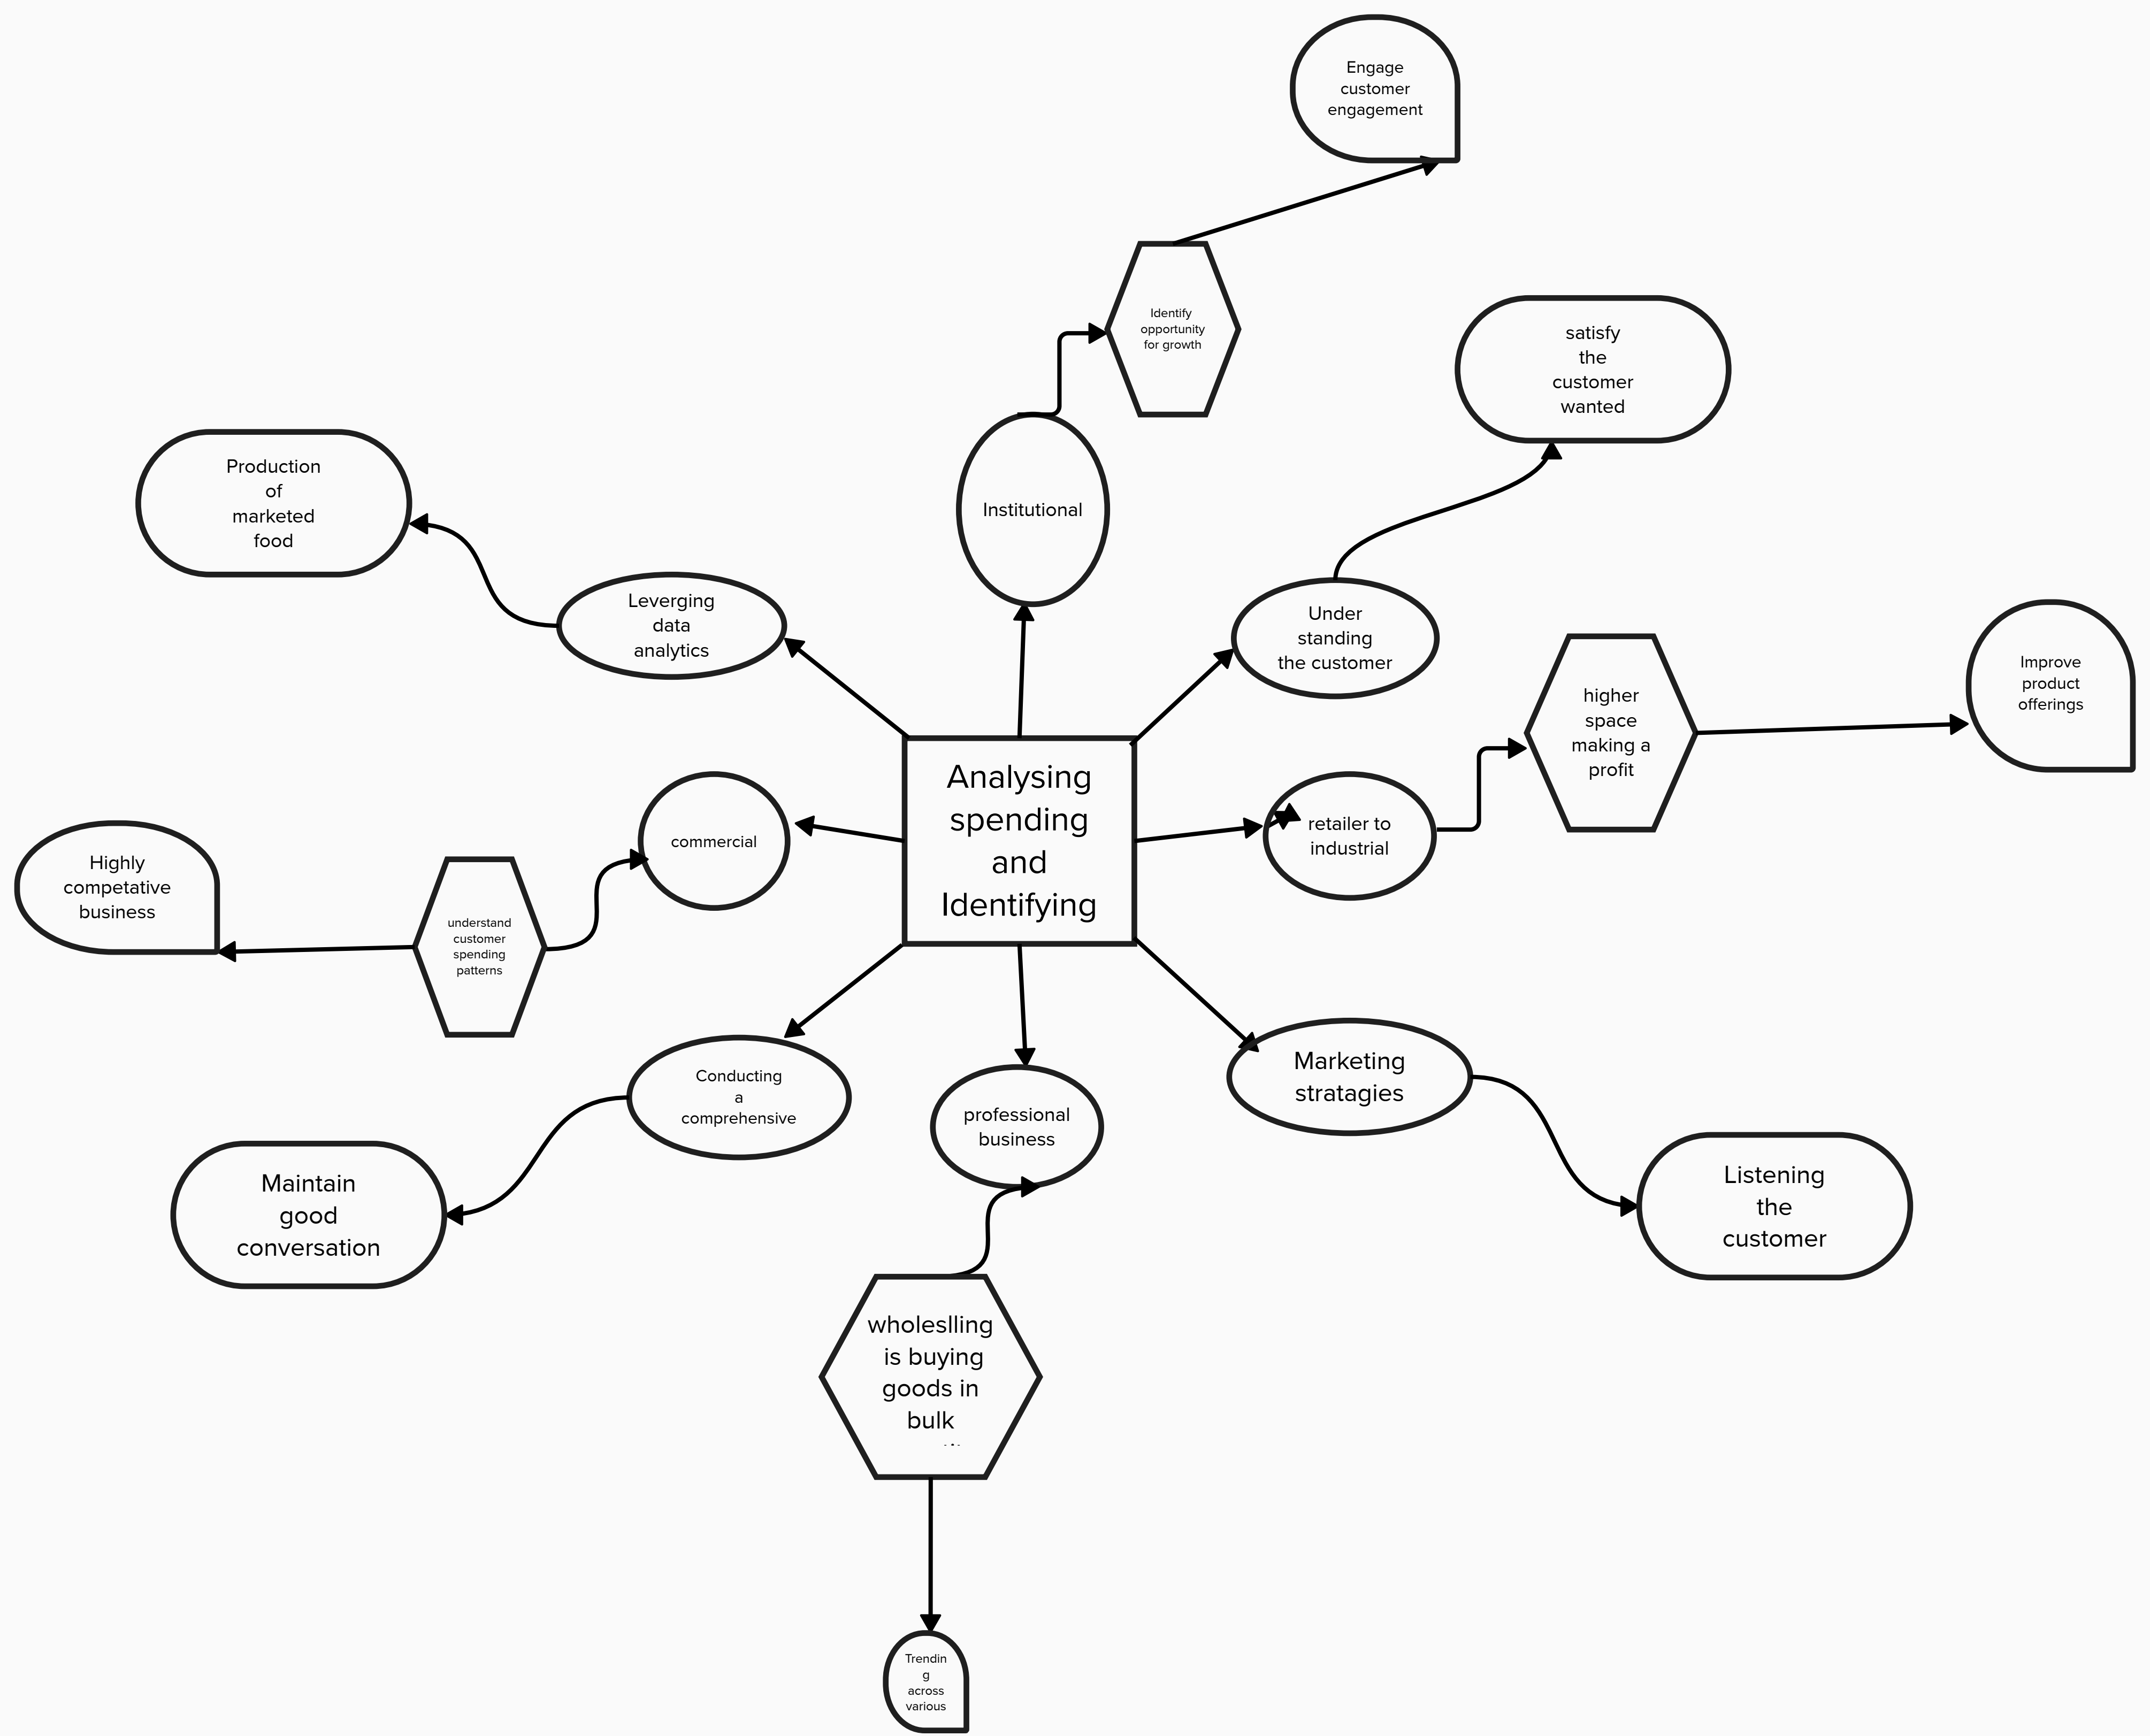 Engage
customer
engagement
Identify
opportunity
for growth
satisfy
the
customer
wanted
Production
of
marketed
food
Institutional
Leverging
data
analytics
Under
standing
the customer
Improve
product
offerings
higher
space
making a
profit
Analysing
spending
and
Identifying
commercial
retailer to
industrial
Highly
competative
business
understand
customer
spending
patterns
Conducting
a
comprehensive
professional
business
Marketing
stratagies
Maintain
good
conversation
Listening
the
customer
wholeslling
is buying
goods in
bulk
Trendin
g
across
various